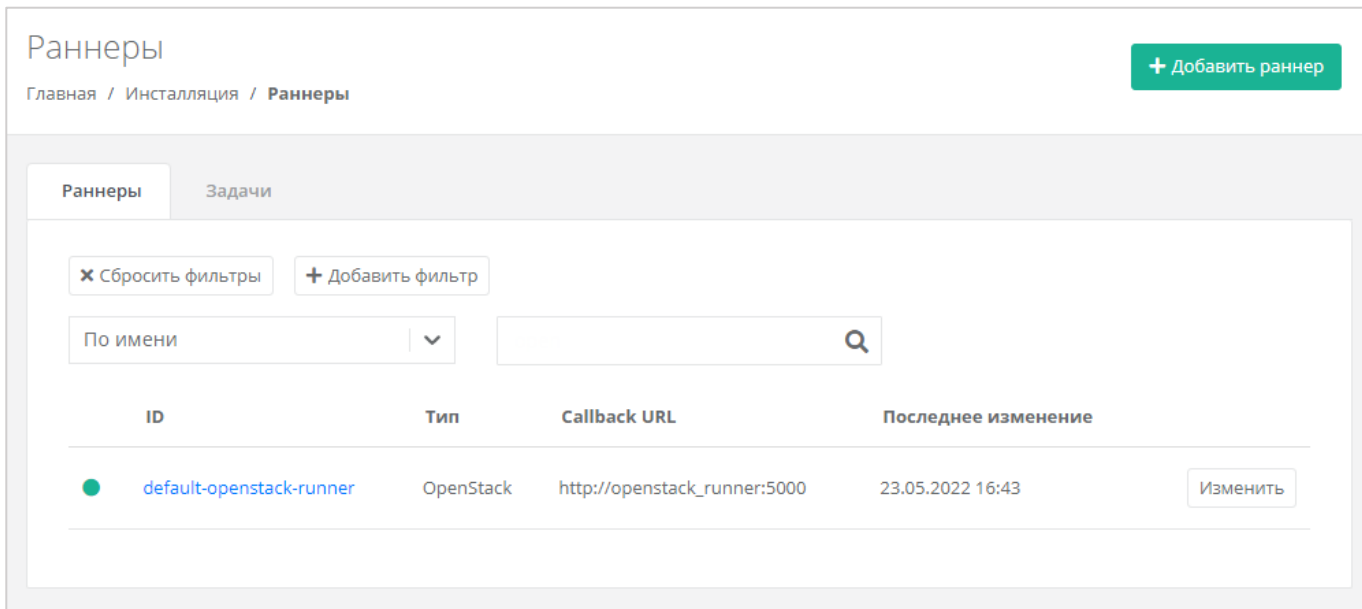 Раннеры
+ Добавить раннер
Главная / Инсталляция / Раннеры
Раннеры Задачи
Сбросить фильтры + Добавить фильтр
По имени
ID Тип Callback URL Последнее изменение
default-openstack-runner OpenStack http://openstack_runner:5000 23.05.2022 16:43 Изменить